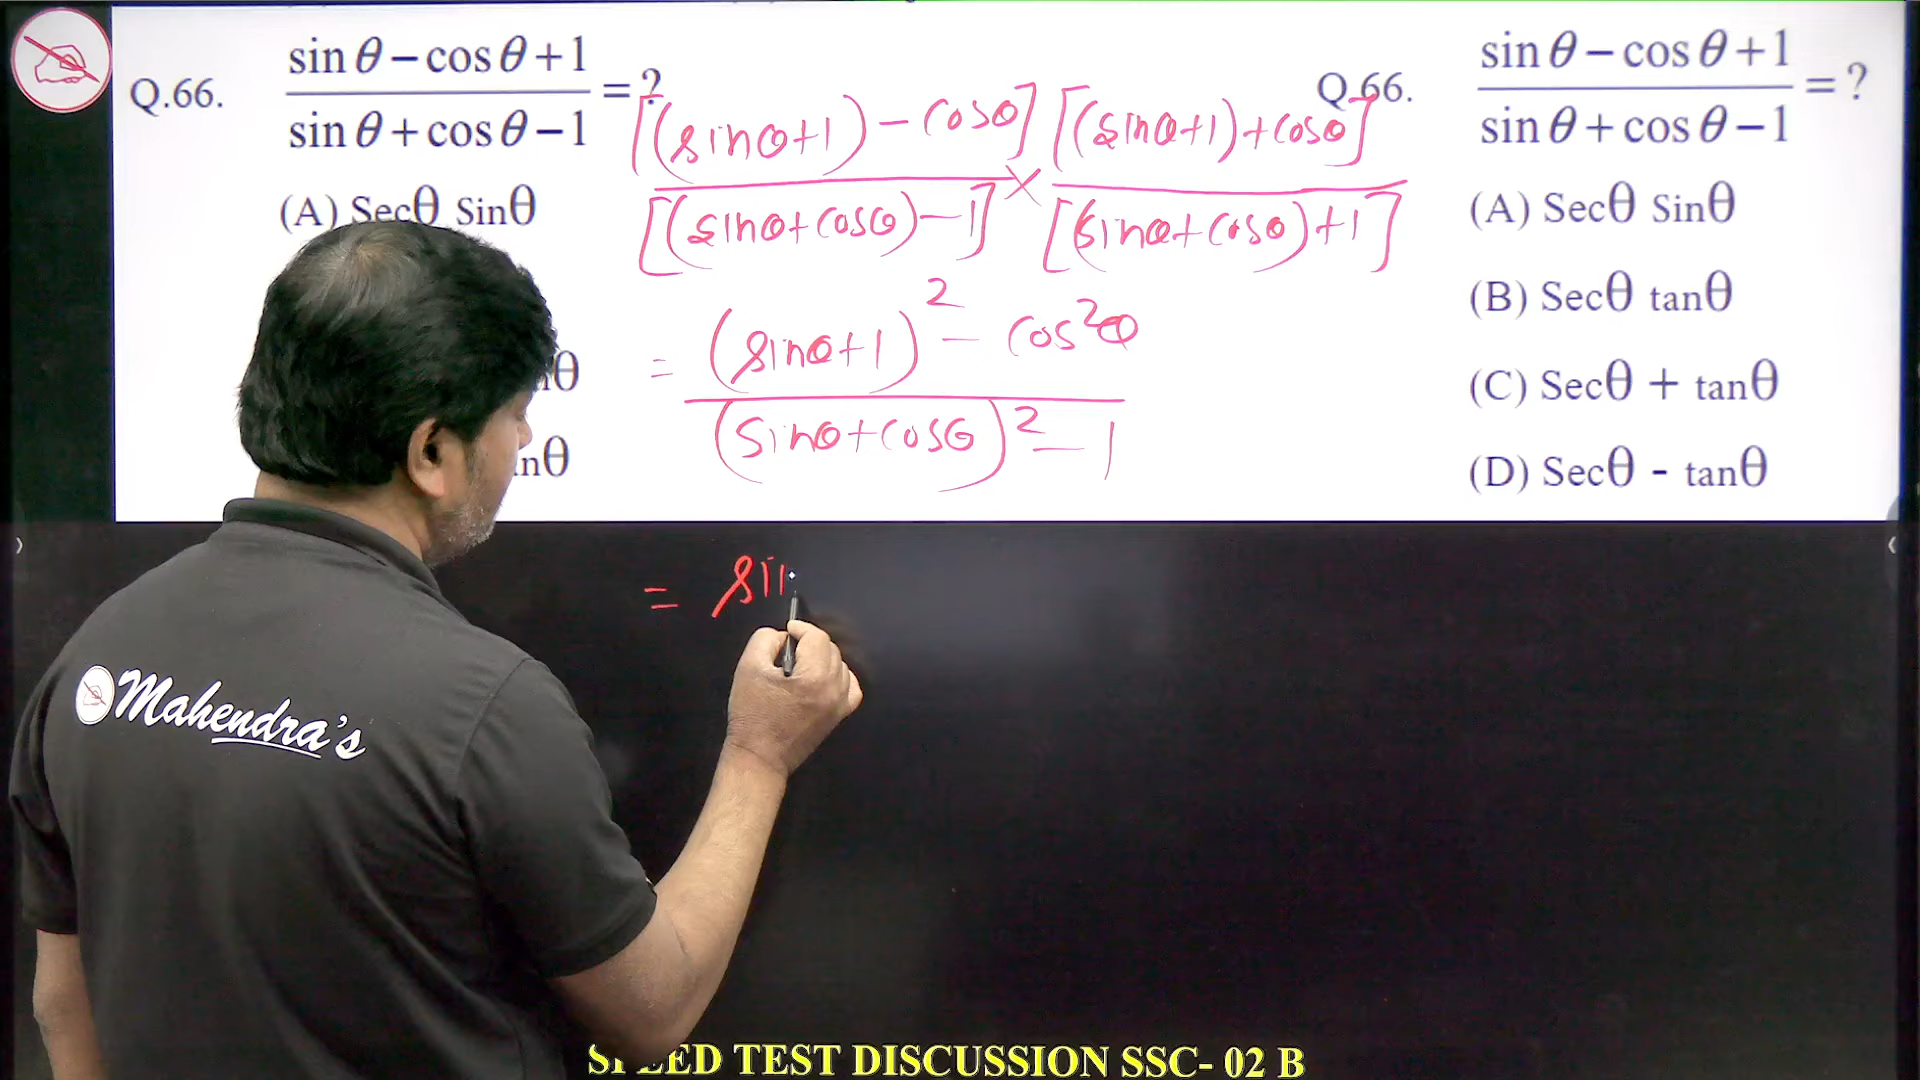 Q.66. sin θ – cos θ + 1 / sin θ + cos θ – 1 = ?
(A) Secθ Sinθ
θ
nθ
[(sinθ+1) – cosθ] [(sinθ+1)+cosθ]
×
[(sinθ+cosθ) – 1] [(sinθ+cosθ)+1]
= (sinθ+1)² – cos²θ
(sinθ+cosθ)² – 1
= sin
Q.66. sin θ – cos θ + 1 / sin θ + cos θ – 1 = ?
(A) Secθ Sinθ
(B) Secθ tanθ
(C) Secθ + tanθ
(D) Secθ - tanθ
Mahendra's
TEST DISCUSSION SSC- 02 B